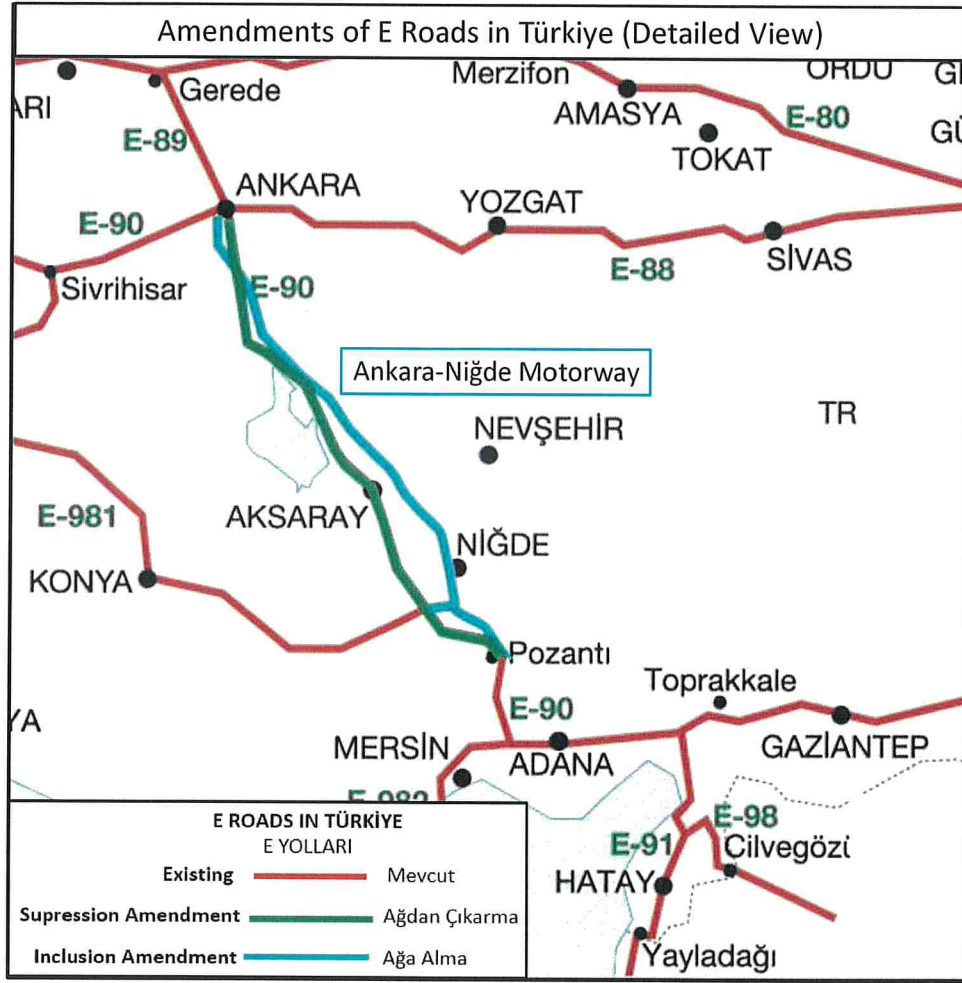 Amendments of E Roads in Türkiye (Detailed View)
Merzifon
ORDU
Gerede
AMASYA
E-80
E-89
TOKAT
ANKARA
YOZGAT
E-90
SİVAS
E-88
Sivrihisar
E-90
Ankara-Niğde Motorway
TR
NEVŞEHİR
E-981
AKSARAY
NİĞDE
KONYA
Pozantı
Toprakkale
E-90
MERSİN
ADANA
GAZİANTEP
E-98
E-91
Cilvegözü
HATAY
Yayladağı
E ROADS IN TÜRKİYE
E YOLLARI
Existing Mevcut
Supression Amendment Ağdan Çıkarma
Inclusion Amendment Ağa Alma